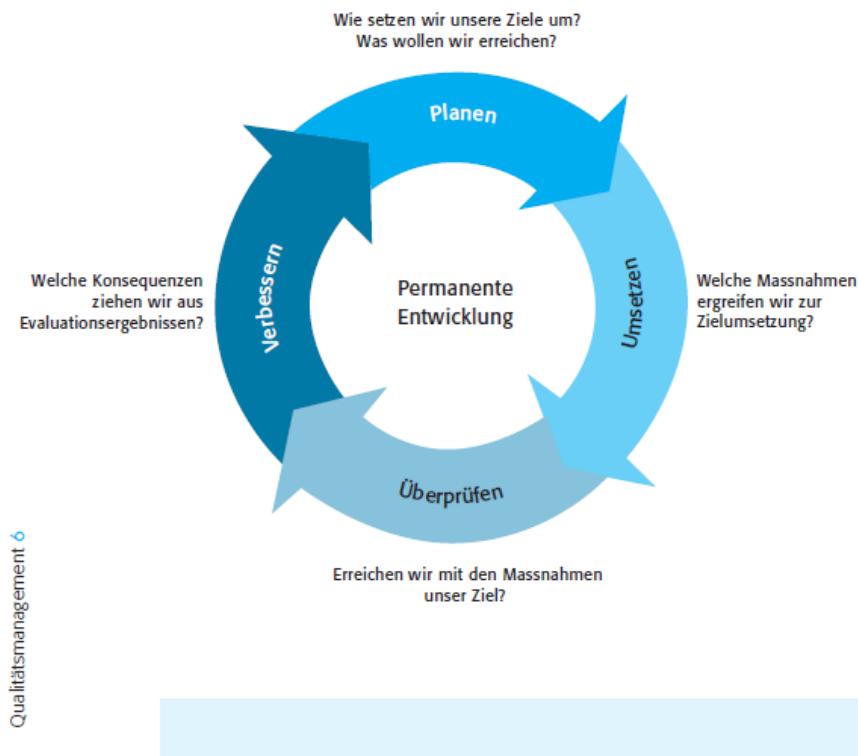 Wie setzen wir unsere Ziele um?
Was wollen wir erreichen?
Planen
Umsetzen
Welche Massnahmen
ergreifen wir zur
Zielumsetzung?
Überprüfen
Erreichen wir mit den Massnahmen
unser Ziel?
Verbessern
Welche Konsequenzen
ziehen wir aus
Evaluationsergebnissen?
Permanente
Entwicklung
Qualitätsmanagement 6